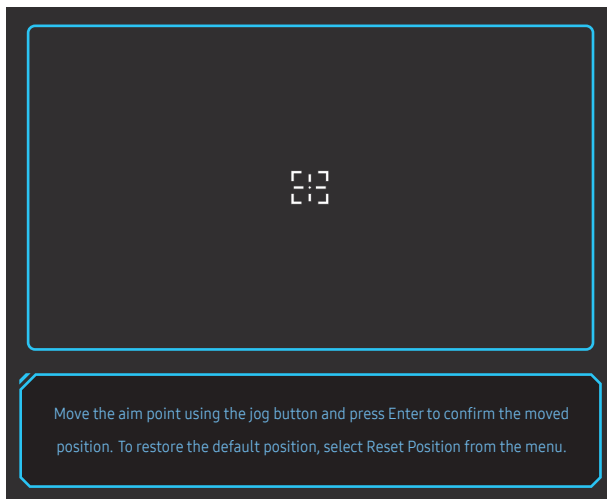 Move the aim point using the jog button and press Enter to confirm the moved
position. To restore the default position, select Reset Position from the menu.